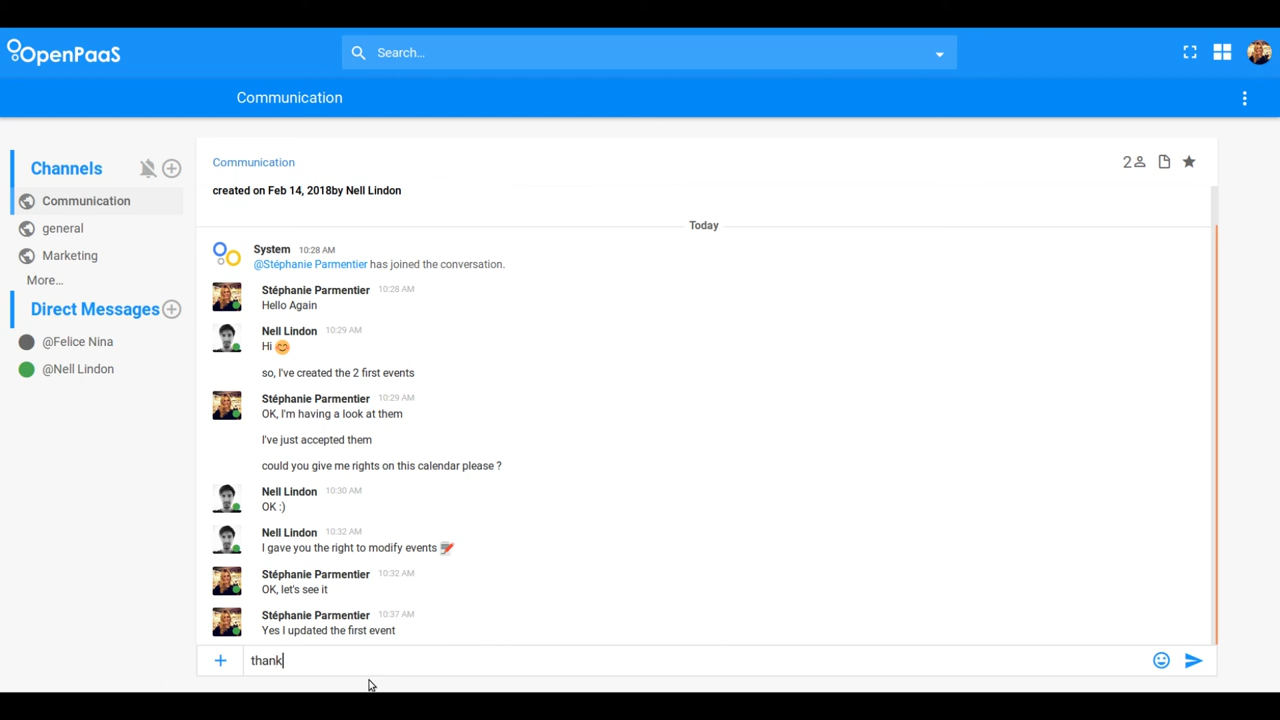 OpenPaaS
Search...
Communication
Channels
Communication
general
Marketing
More...
Direct Messages
@Felice Nina
@Nell Lindon
Communication
2
created on Feb 14, 2018by Nell Lindon
Today
System 10:28 AM
@Stéphanie Parmentier has joined the conversation.
Stéphanie Parmentier 10:28 AM
Hello Again
Nell Lindon 10:29 AM
Hi 😊
so, I've created the 2 first events
Stéphanie Parmentier 10:29 AM
OK, I'm having a look at them
I've just accepted them
could you give me rights on this calendar please ?
Nell Lindon 10:30 AM
OK :)
Nell Lindon 10:32 AM
I gave you the right to modify events
Stéphanie Parmentier 10:32 AM
OK, let's see it
Stéphanie Parmentier 10:37 AM
Yes I updated the first event
thank